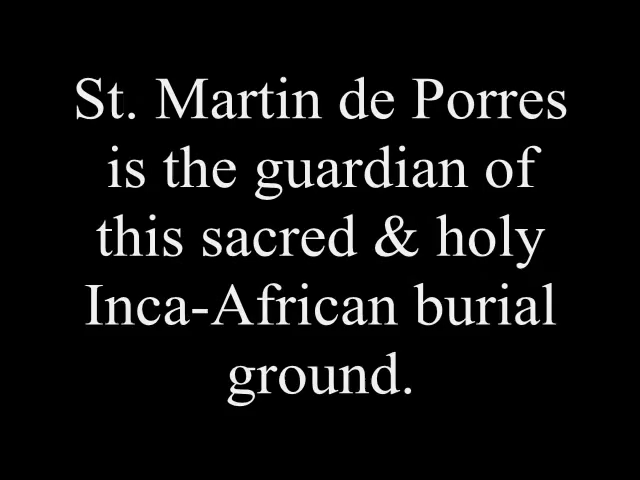 St. Martin de Porres
is the guardian of
this sacred & holy
Inca-African burial
ground.